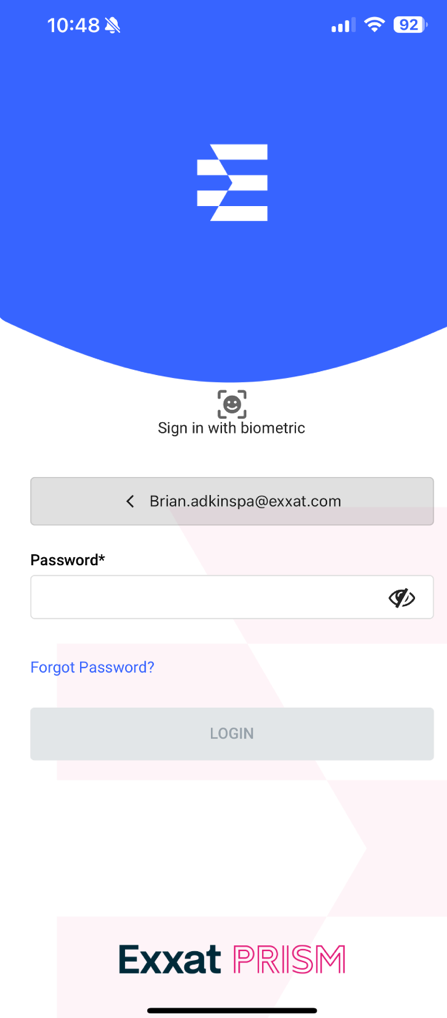 10:48
92
Sign in with biometric
Brian.adkinspa@exxat.com
Password*
Forgot Password?
LOGIN
Exxat PRISM